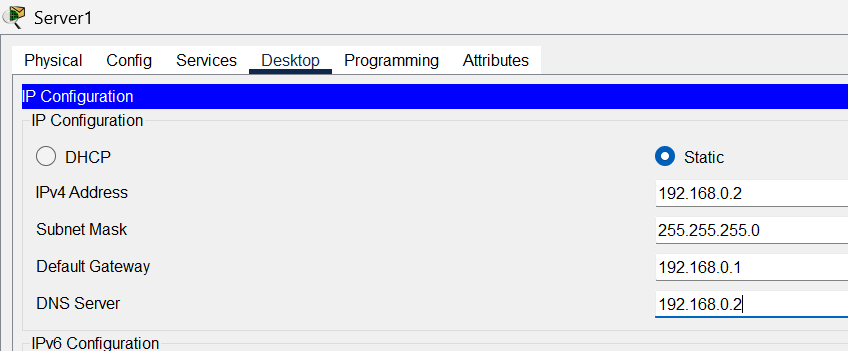 Server1
Physical Config Services Desktop Programming Attributes
IP Configuration
IP Configuration
DHCP Static
IPv4 Address 192.168.0.2
Subnet Mask 255.255.255.0
Default Gateway 192.168.0.1
DNS Server 192.168.0.2
IPv6 Configuration